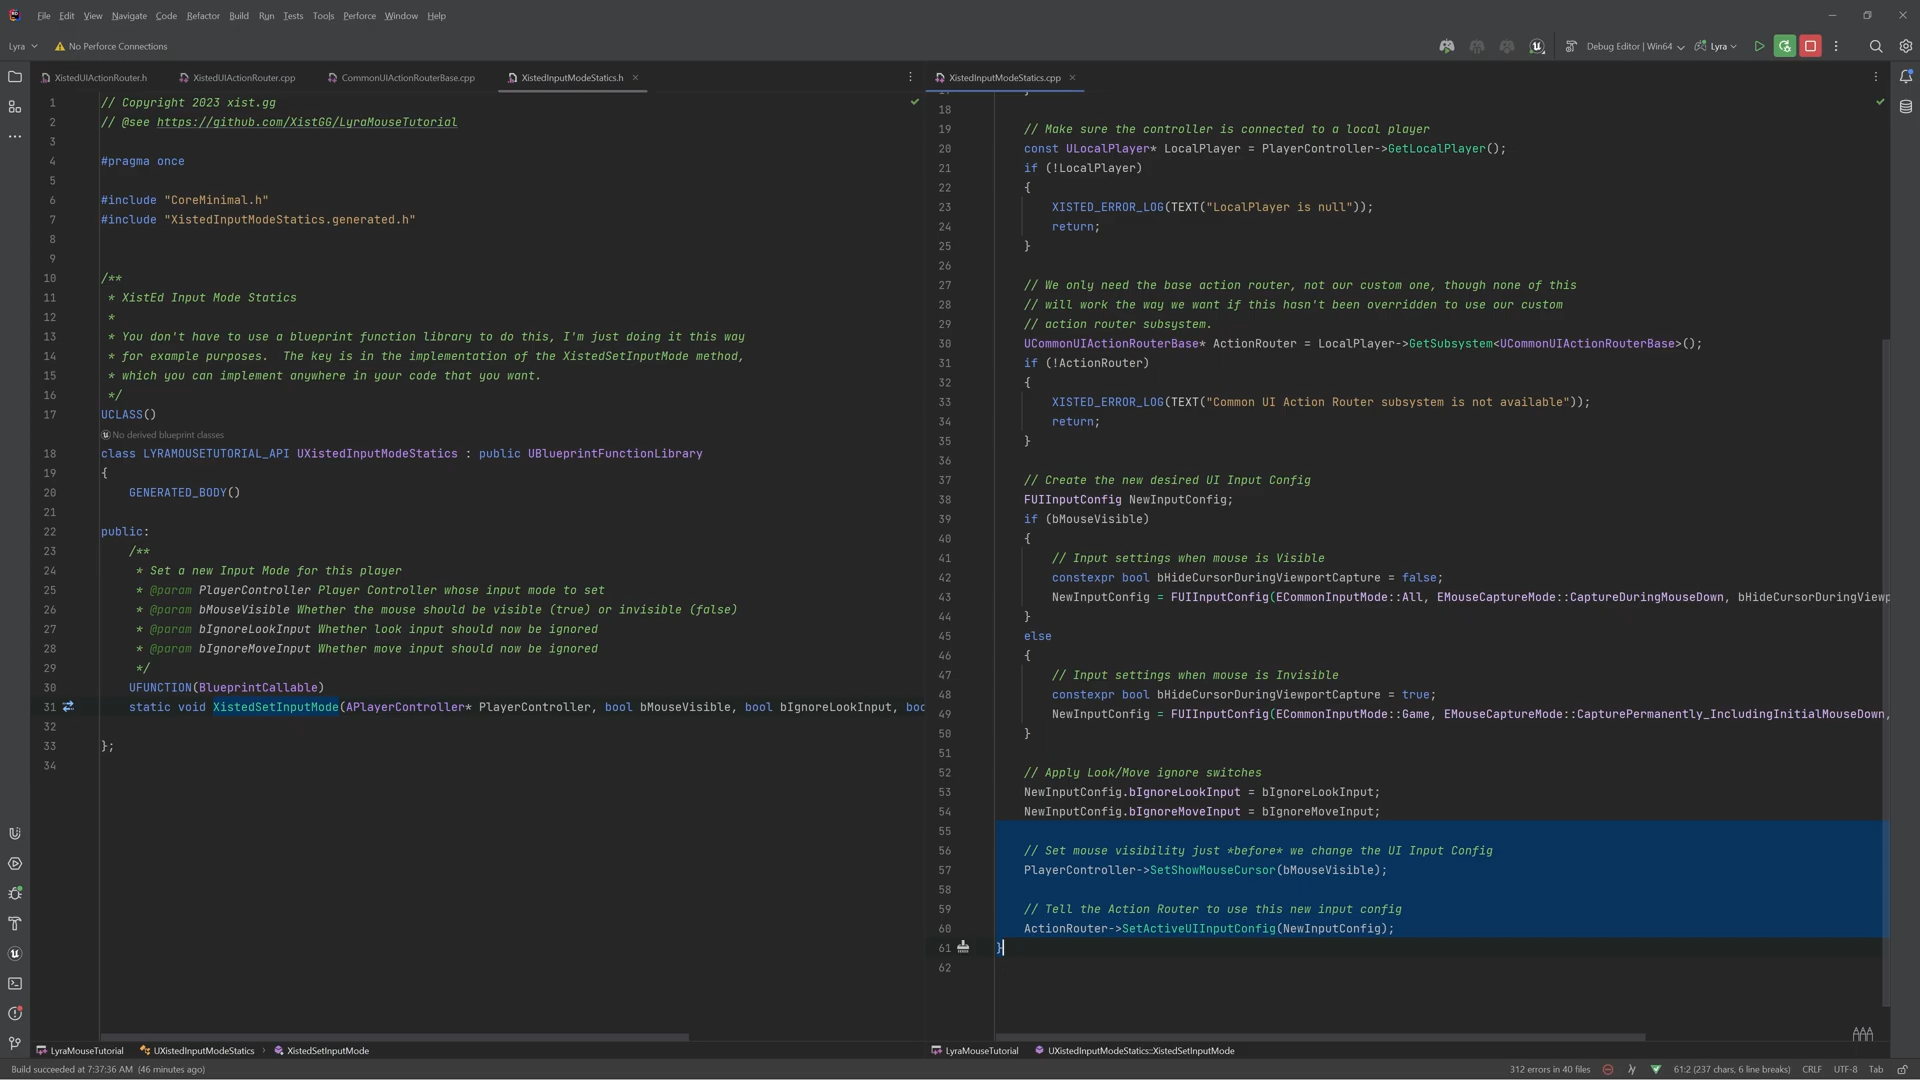 File Edit View Navigate Code Refactor Build Run Tests Tools Perforce Window Help
Lyra No Perforce Connections Debug Editor | Win64 Lyra
XistedUIActionRouter.h XistedUIActionRouter.cpp CommonUIActionRouterBase.cpp XistedInputModeStatics.h
1 // Copyright 2023 xist.gg
2 // @see https://github.com/XistGG/LyraMouseTutorial
3
4 #pragma once
5
6 #include "CoreMinimal.h"
7 #include "XistedInputModeStatics.generated.h"
8
9
10 /**
11 * XistEd Input Mode Statics
12 *
13 * You don't have to use a blueprint function library to do this, I'm just doing it this way
14 * for example purposes.  The key is in the implementation of the XistedSetInputMode method,
15 * which you can implement anywhere in your code that you want.
16 */
17 UCLASS()
No derived blueprint classes
18 class LYRAMOUSETUTORIAL_API UXistedInputModeStatics : public UBlueprintFunctionLibrary
19 {
20 GENERATED_BODY()
21
22 public:
23 /**
24 * Set a new Input Mode for this player
25 * @param PlayerController Player Controller whose input mode to set
26 * @param bMouseVisible Whether the mouse should be visible (true) or invisible (false)
27 * @param bIgnoreLookInput Whether look input should now be ignored
28 * @param bIgnoreMoveInput Whether move input should now be ignored
29 */
30 UFUNCTION(BlueprintCallable)
31 static void XistedSetInputMode(APlayerController* PlayerController, bool bMouseVisible, bool bIgnoreLookInput, boo
32
33 };
34
LyraMouseTutorial UXistedInputModeStatics XistedSetInputMode
XistedInputModeStatics.cpp
18
19 // Make sure the controller is connected to a local player
20 const ULocalPlayer* LocalPlayer = PlayerController->GetLocalPlayer();
21 if (!LocalPlayer)
22 {
23 XISTED_ERROR_LOG(TEXT("LocalPlayer is null"));
24 return;
25 }
26
27 // We only need the base action router, not our custom one, though none of this
28 // will work the way we want if this hasn't been overridden to use our custom
29 // action router subsystem.
30 UCommonUIActionRouterBase* ActionRouter = LocalPlayer->GetSubsystem<UCommonUIActionRouterBase>();
31 if (!ActionRouter)
32 {
33 XISTED_ERROR_LOG(TEXT("Common UI Action Router subsystem is not available"));
34 return;
35 }
36
37 // Create the new desired UI Input Config
38 FUIInputConfig NewInputConfig;
39 if (bMouseVisible)
40 {
41 // Input settings when mouse is Visible
42 constexpr bool bHideCursorDuringViewportCapture = false;
43 NewInputConfig = FUIInputConfig(ECommonInputMode::All, EMouseCaptureMode::CaptureDuringMouseDown, bHideCursorDuringViewp
44 }
45 else
46 {
47 // Input settings when mouse is Invisible
48 constexpr bool bHideCursorDuringViewportCapture = true;
49 NewInputConfig = FUIInputConfig(ECommonInputMode::Game, EMouseCaptureMode::CapturePermanently_IncludingInitialMouseDown,
50 }
51
52 // Apply Look/Move ignore switches
53 NewInputConfig.bIgnoreLookInput = bIgnoreLookInput;
54 NewInputConfig.bIgnoreMoveInput = bIgnoreMoveInput;
55
56 // Set mouse visibility just *before* we change the UI Input Config
57 PlayerController->SetShowMouseCursor(bMouseVisible);
58
59 // Tell the Action Router to use this new input config
60 ActionRouter->SetActiveUIInputConfig(NewInputConfig);
61 }
62
LyraMouseTutorial UXistedInputModeStatics::XistedSetInputMode
Build succeeded at 7:37:36 AM (46 minutes ago) 312 errors in 40 files 61:2 (237 chars, 6 line breaks) CRLF UTF-8 Tab